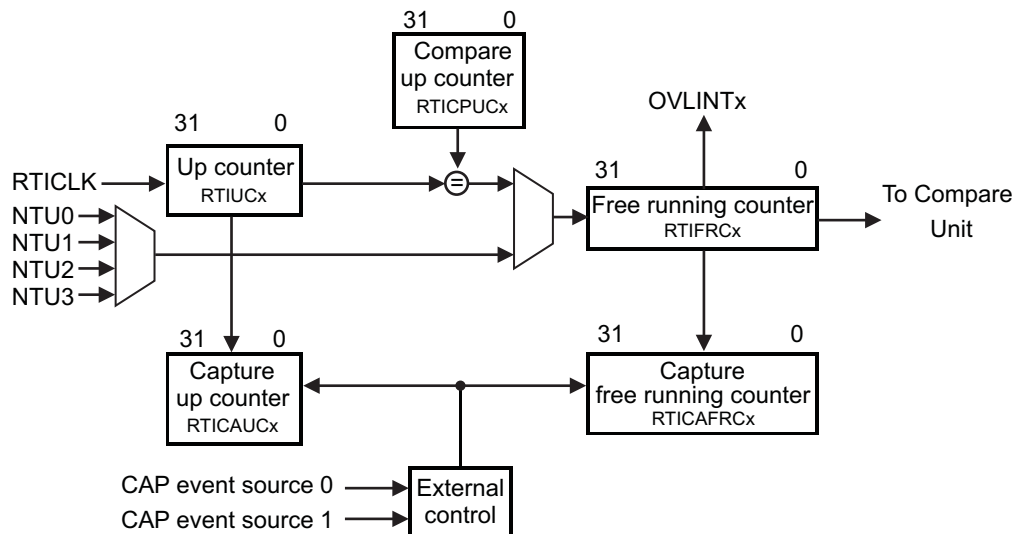 31 0
Compare
up counter
RTICPUCx
OVLINTx
31 0
Up counter
RTIUCx
RTICLK
NTU0
NTU1
NTU2
NTU3
=
31 0
Free running counter
RTIFRCx
To Compare
Unit
31 0
Capture
up counter
RTICAUCx
31 0
Capture
free running counter
RTICAFRCx
CAP event source 0
CAP event source 1
External
control